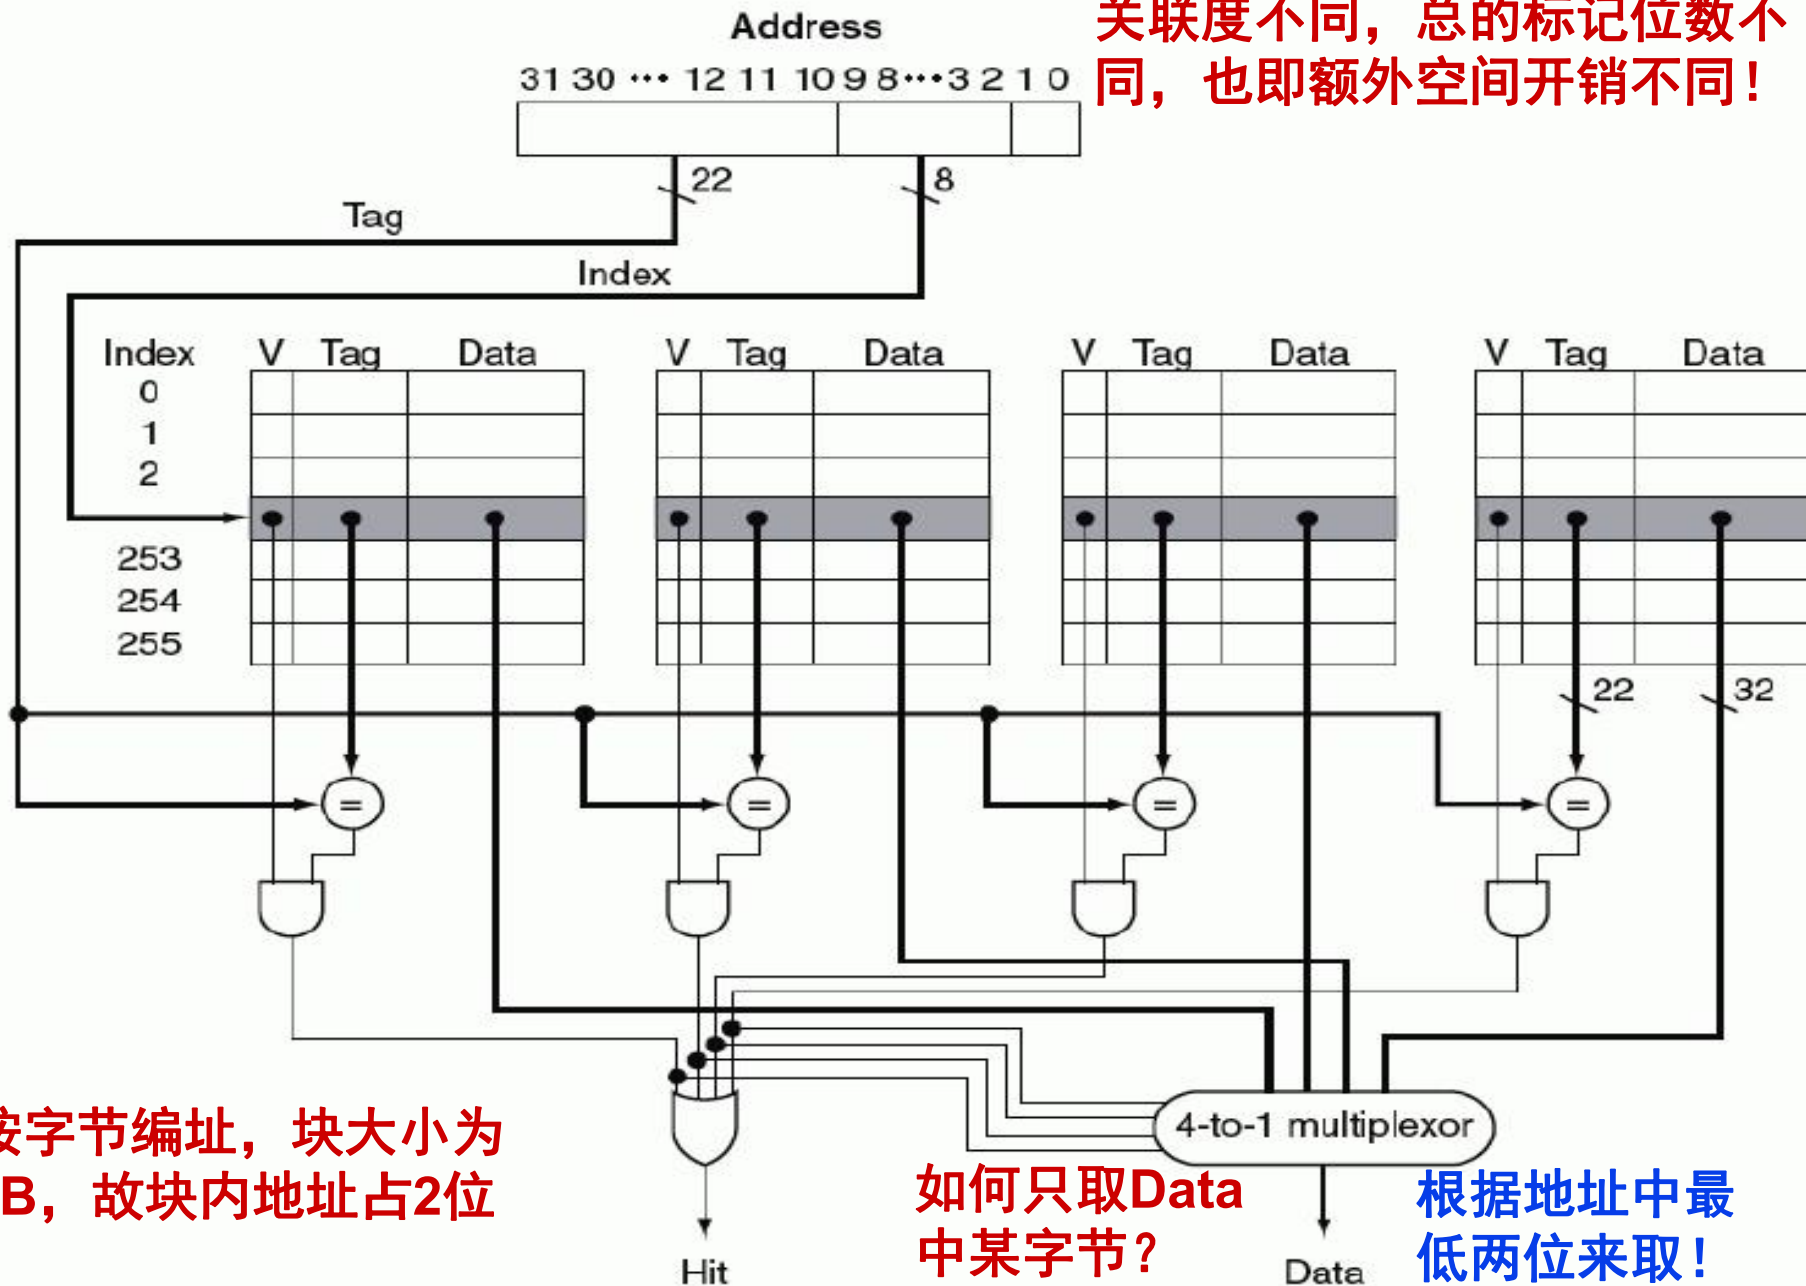 Address
关联度不同，总的标记位数不
同，也即额外空间开销不同！
31 30 ··· 12 11 10 9 8 ··· 3 2 1 0
22
8
Tag
Index
Index V Tag Data V Tag Data V Tag Data V Tag Data
0
1
2
253
254
255
22
32
= = = =
4-to-1 multiplexor
按字节编址，块大小为
B，故块内地址占2位
如何只取Data
中某字节？
根据地址中最
低两位来取！
Hit
Data